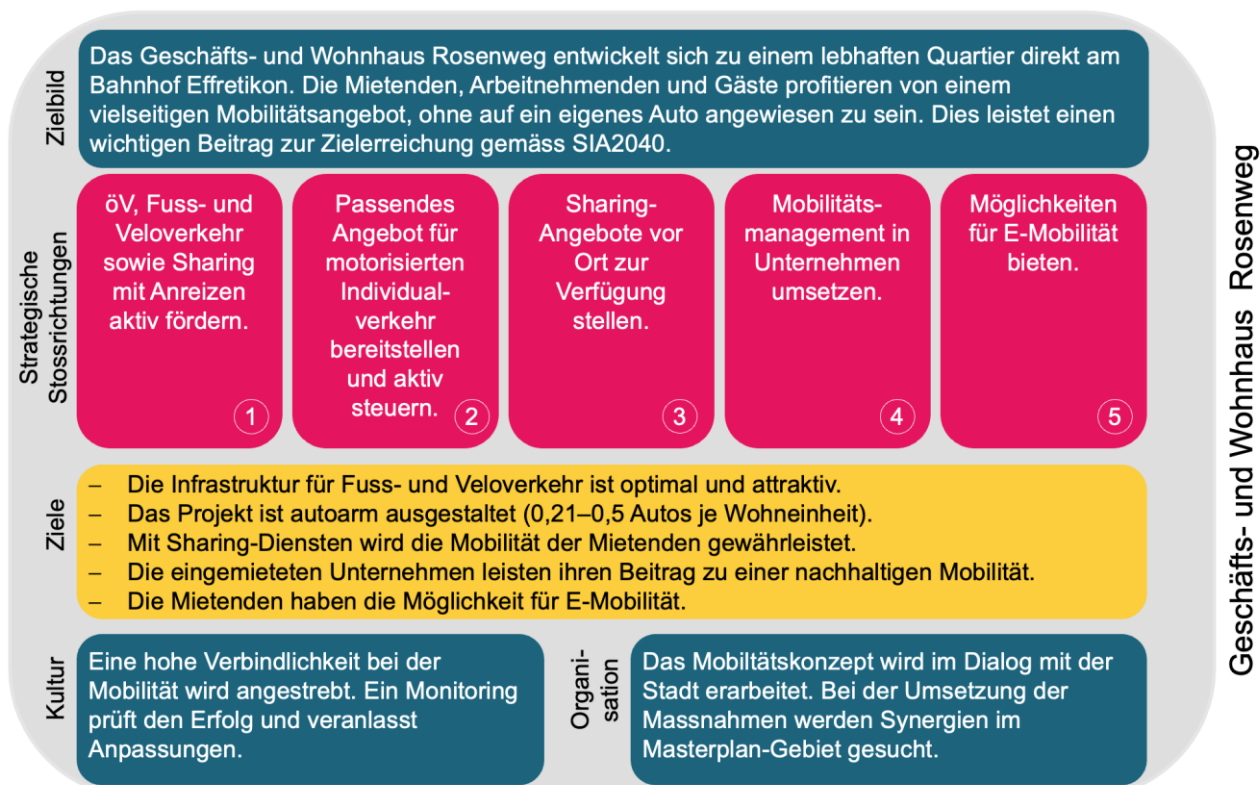 Zielbild
Das Geschäfts- und Wohnhaus Rosenweg entwickelt sich zu einem lebhaften Quartier direkt am
Bahnhof Effretikon. Die Mietenden, Arbeitnehmenden und Gäste profitieren von einem
vielseitigen Mobilitätsangebot, ohne auf ein eigenes Auto angewiesen zu sein. Dies leistet einen
wichtigen Beitrag zur Zielerreichung gemäss SIA2040.
Strategische
Stossrichtungen
öV, Fuss- und
Veloverkehr
sowie Sharing
mit Anreizen
aktiv fördern.
1
Passendes
Angebot für
motorisierten
Individual-
verkehr
bereitstellen
und aktiv
steuern.
2
Sharing-
Angebote vor
Ort zur
Verfügung
stellen.
3
Mobilitäts-
management in
Unternehmen
umsetzen.
4
Möglichkeiten
für E-Mobilität
bieten.
5
Ziele
– Die Infrastruktur für Fuss- und Veloverkehr ist optimal und attraktiv.
– Das Projekt ist autoarm ausgestaltet (0,21–0,5 Autos je Wohneinheit).
– Mit Sharing-Diensten wird die Mobilität der Mietenden gewährleistet.
– Die eingemieteten Unternehmen leisten ihren Beitrag zu einer nachhaltigen Mobilität.
– Die Mietenden haben die Möglichkeit für E-Mobilität.
Kultur
Eine hohe Verbindlichkeit bei der
Mobilität wird angestrebt. Ein Monitoring
prüft den Erfolg und veranlasst
Anpassungen.
Organi-
sation
Das Mobiltätskonzept wird im Dialog mit der
Stadt erarbeitet. Bei der Umsetzung der
Massnahmen werden Synergien im
Masterplan-Gebiet gesucht.
Geschäfts- und Wohnhaus Rosenweg